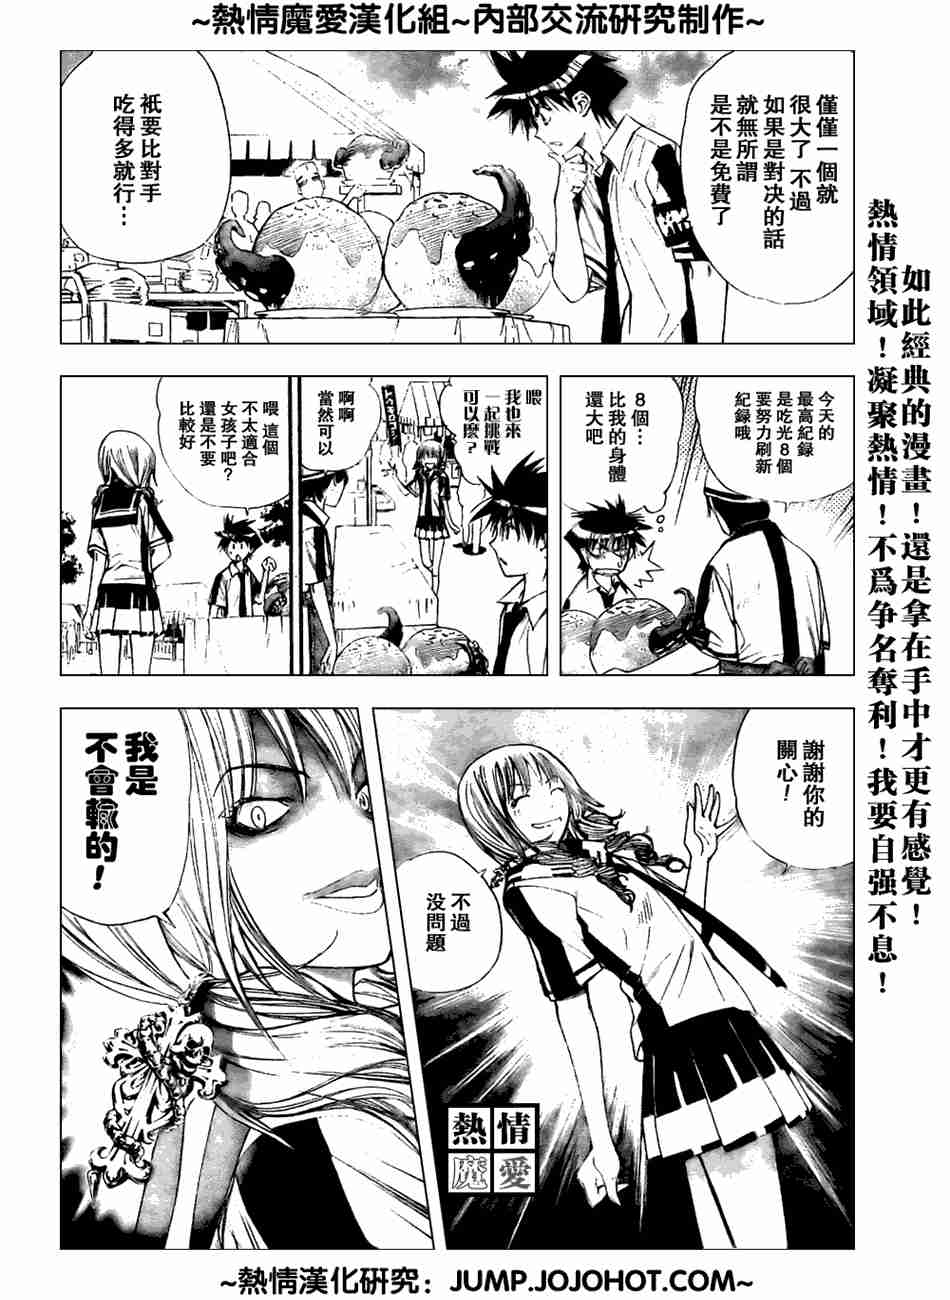 ~熱情魔愛漢化組~內部交流研究制作~
僅僅一個就
很大了 不過
如果是對決的話
就無所謂
是不是免費了
祇要比對手
吃得多就行…
今天的
最高紀録
是吃光8個
要努力刷新
紀録哦
8個…
比我的身體
還大吧
喂
我也來
一起挑戰
可以麽?
啊啊
當然可以
喂 這個
不太適合
女孩子吧?
還是不要
比較好
謝謝你的
關心!
不過
没問題
我是
不會輸的!
熱情
魔愛
如此經典的漫畫!還是拿在手中才更有感覺!
熱情領域!凝聚熱情!不爲争名奪利!我要自强不息!
~熱情漢化研究: JUMP.JOJOHOT.COM~